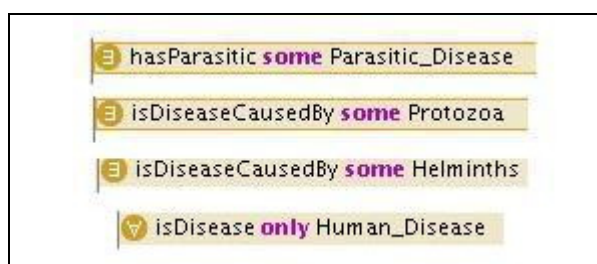 ∃ hasParasitic some Parasitic_Disease
∃ isDiseaseCausedBy some Protozoa
∃ isDiseaseCausedBy some Helminths
∀ isDisease only Human_Disease